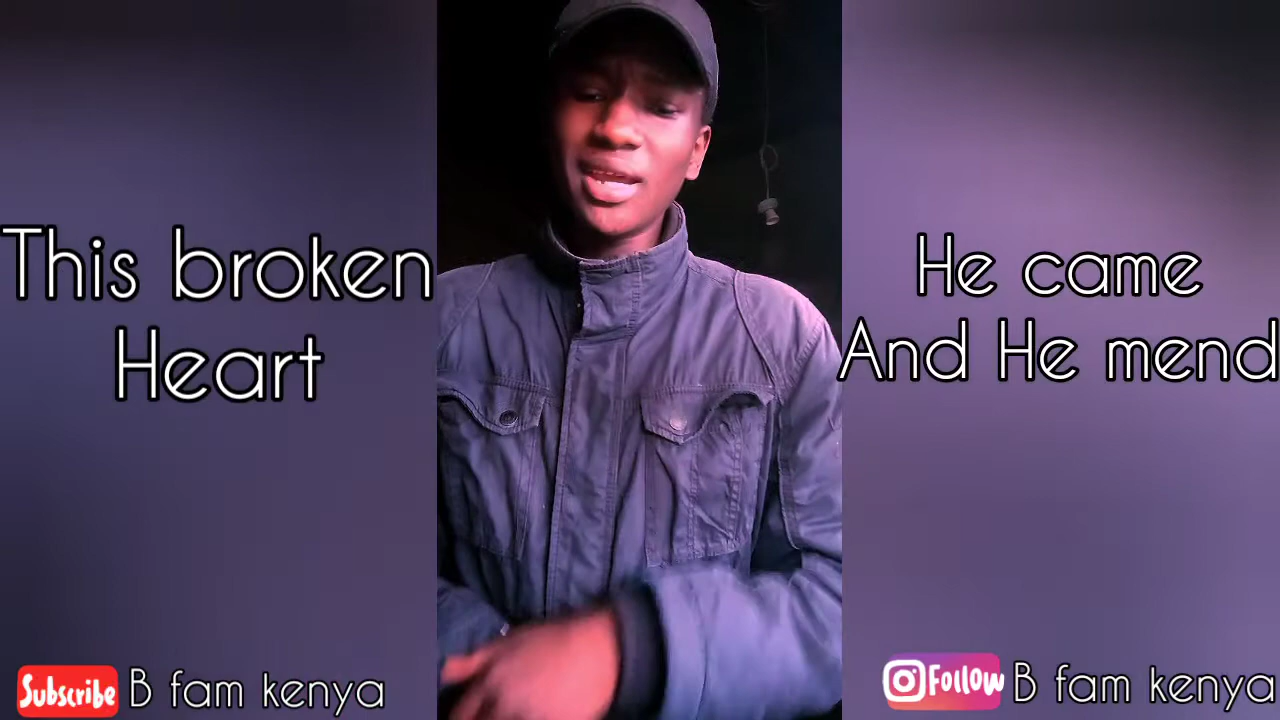 This broken
Heart
He came
And He mend
Subscribe B fam kenya
Follow B fam kenya